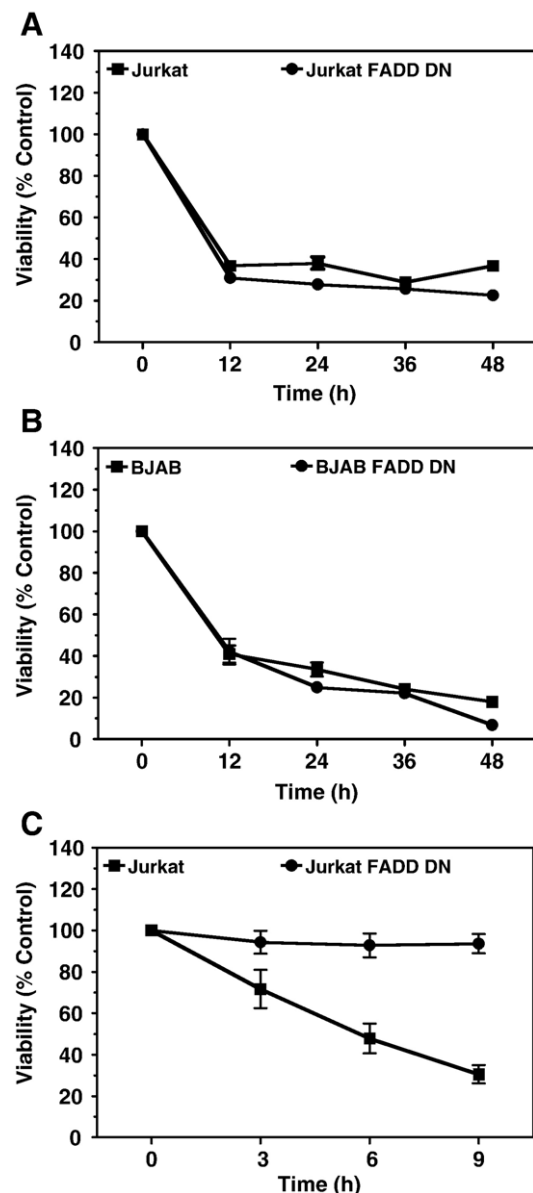 A
140
Jurkat Jurkat FADD DN
120
100
80
60
40
20
0
Viability (% Control)
0 12 24 36 48
Time (h)
B
140
BJAB BJAB FADD DN
120
100
80
60
40
20
0
Viability (% Control)
0 12 24 36 48
Time (h)
C
140
Jurkat Jurkat FADD DN
120
100
80
60
40
20
0
Viability (% Control)
0 3 6 9
Time (h)